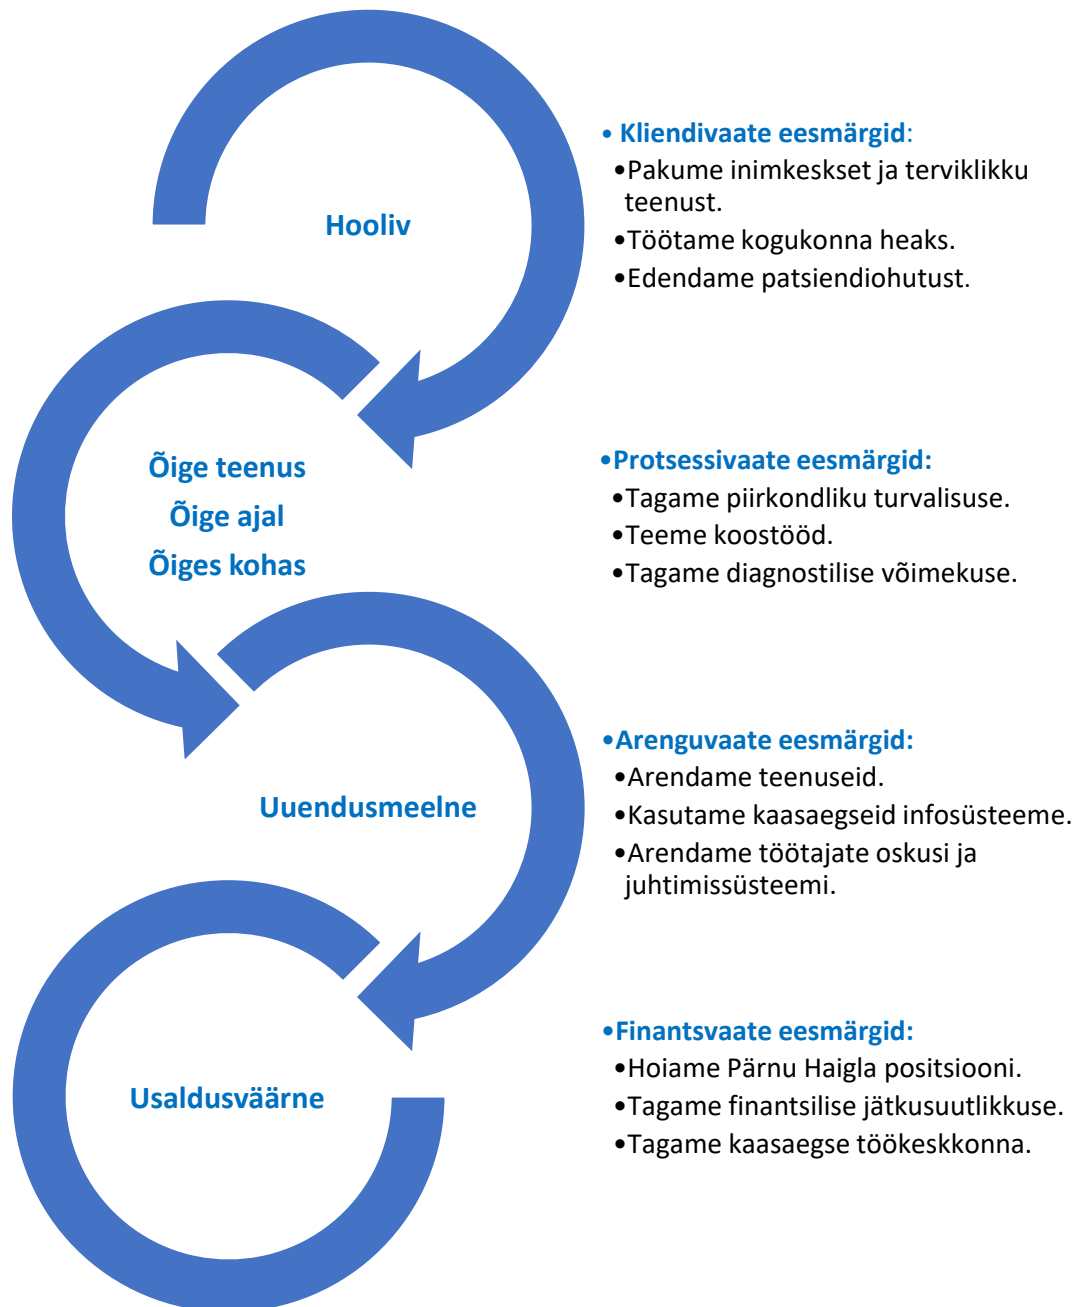 Hooliv
• Kliendivaate eesmärgid:
•Pakume inimkeskset ja terviklikku
teenust.
•Töötame kogukonna heaks.
•Edendame patsiendiohutust.
Õige teenus
Õige ajal
Õiges kohas
•Protsessivaate eesmärgid:
•Tagame piirkondliku turvalisuse.
•Teeme koostööd.
•Tagame diagnostilise võimekuse.
Uuendusmeelne
•Arenguvaate eesmärgid:
•Arendame teenuseid.
•Kasutame kaasaegseid infosüsteeme.
•Arendame töötajate oskusi ja
juhtimissüsteemi.
Usaldusväärne
•Finantsvaate eesmärgid:
•Hoiame Pärnu Haigla positsiooni.
•Tagame finantsilise jätkusuutlikkuse.
•Tagame kaasaegse töökeskkonna.